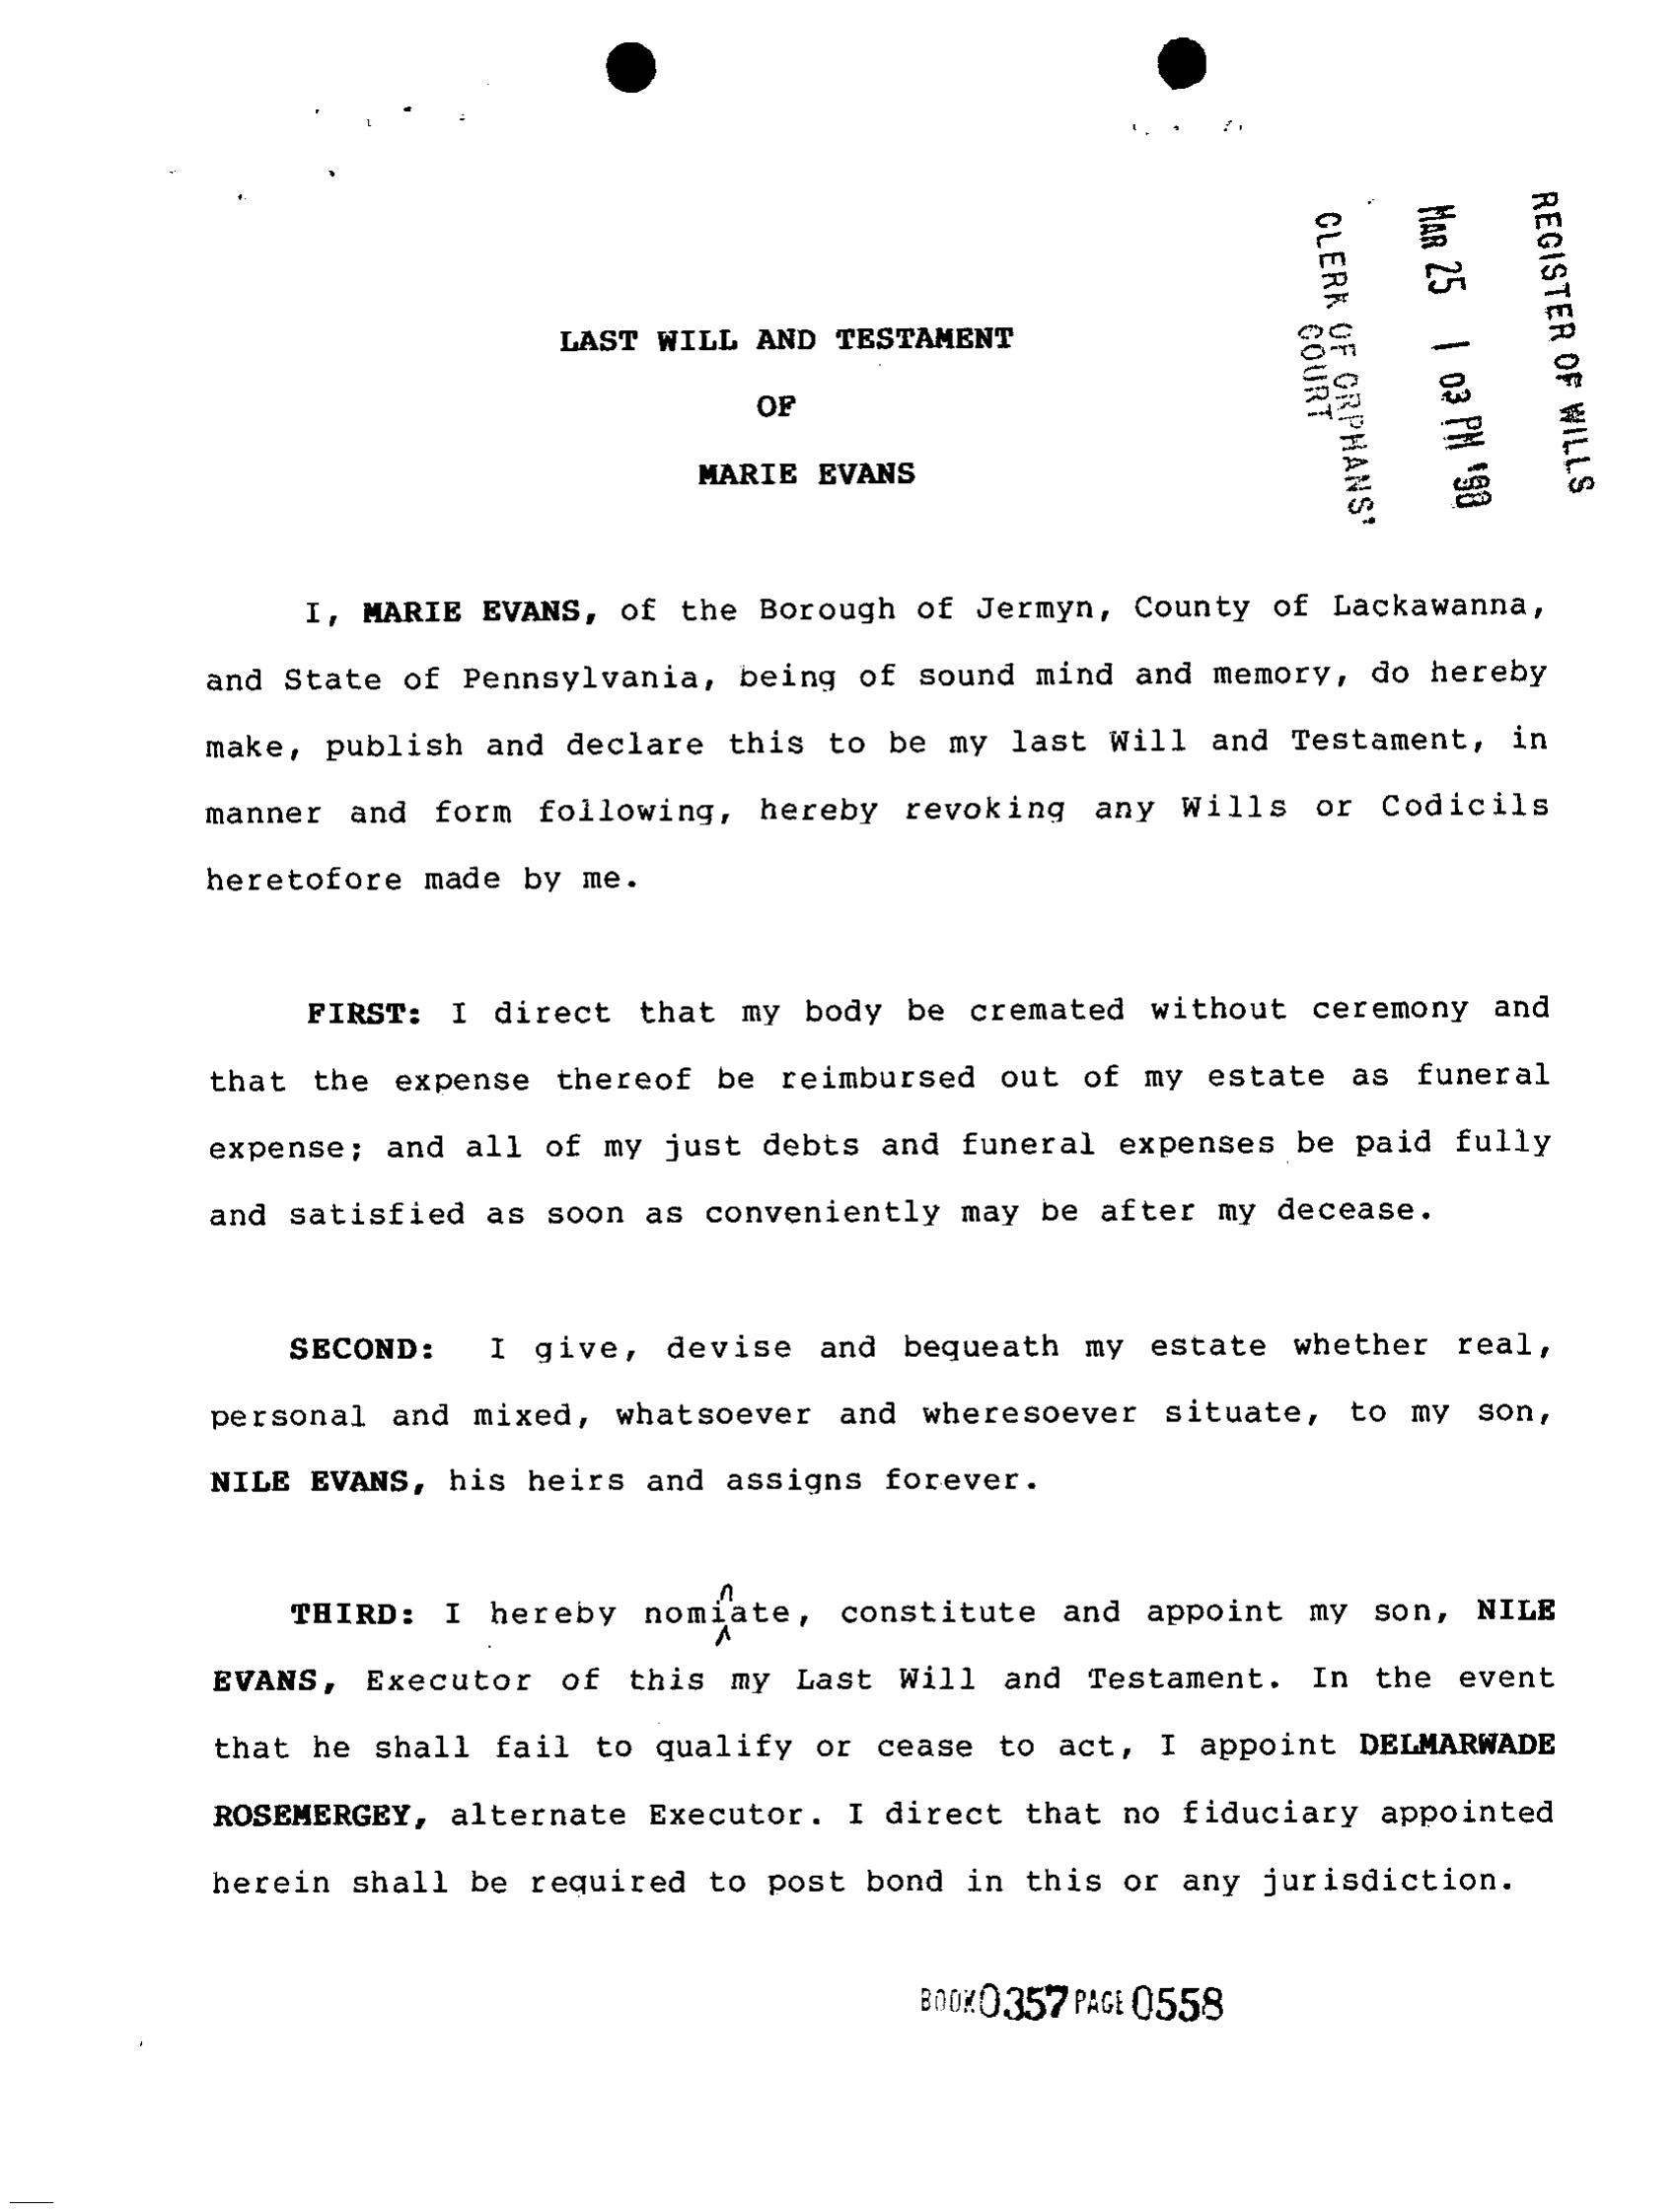 REGISTER OF WILLS
MAR 25 1 03 PM '98
CLERK OF ORPHANS'
COURT
LAST WILL AND TESTAMENT
OF
MARIE EVANS
I, MARIE EVANS, of the Borough of Jermyn, County of Lackawanna,
and State of Pennsylvania, being of sound mind and memory, do hereby
make, publish and declare this to be my last Will and Testament, in
manner and form following, hereby revoking any Wills or Codicils
heretofore made by me.
FIRST: I direct that my body be cremated without ceremony and
that the expense thereof be reimbursed out of my estate as funeral
expense; and all of my just debts and funeral expenses be paid fully
and satisfied as soon as conveniently may be after my decease.
SECOND: I give, devise and bequeath my estate whether real,
personal and mixed, whatsoever and wheresoever situate, to my son,
NILE EVANS, his heirs and assigns forever.
THIRD: I hereby nominate, constitute and appoint my son, NILE
EVANS, Executor of this my Last Will and Testament. In the event
that he shall fail to qualify or cease to act, I appoint DELMARWADE
ROSEMERGEY, alternate Executor. I direct that no fiduciary appointed
herein shall be required to post bond in this or any jurisdiction.
BOOK 0357 PAGE 0558